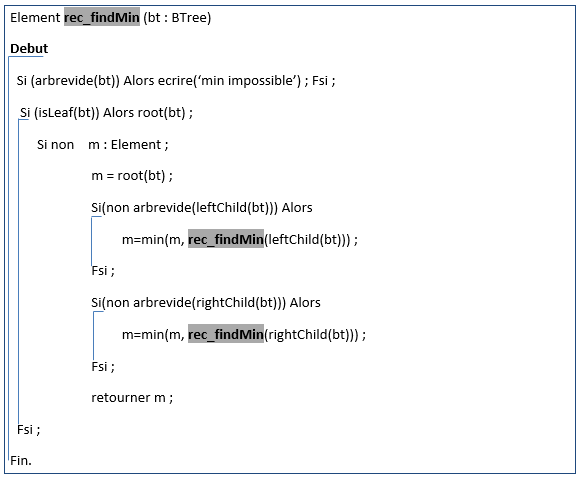 Element rec_findMin (bt : BTree)
Debut
Si (arbrevide(bt)) Alors ecrire(‘min impossible’) ; Fsi ;
Si (isLeaf(bt)) Alors root(bt) ;
Si non m : Element ;
m = root(bt) ;
Si(non arbrevide(leftChild(bt))) Alors
m=min(m, rec_findMin(leftChild(bt))) ;
Fsi ;
Si(non arbrevide(rightChild(bt))) Alors
m=min(m, rec_findMin(rightChild(bt))) ;
Fsi ;
retourner m ;
Fsi ;
Fin.